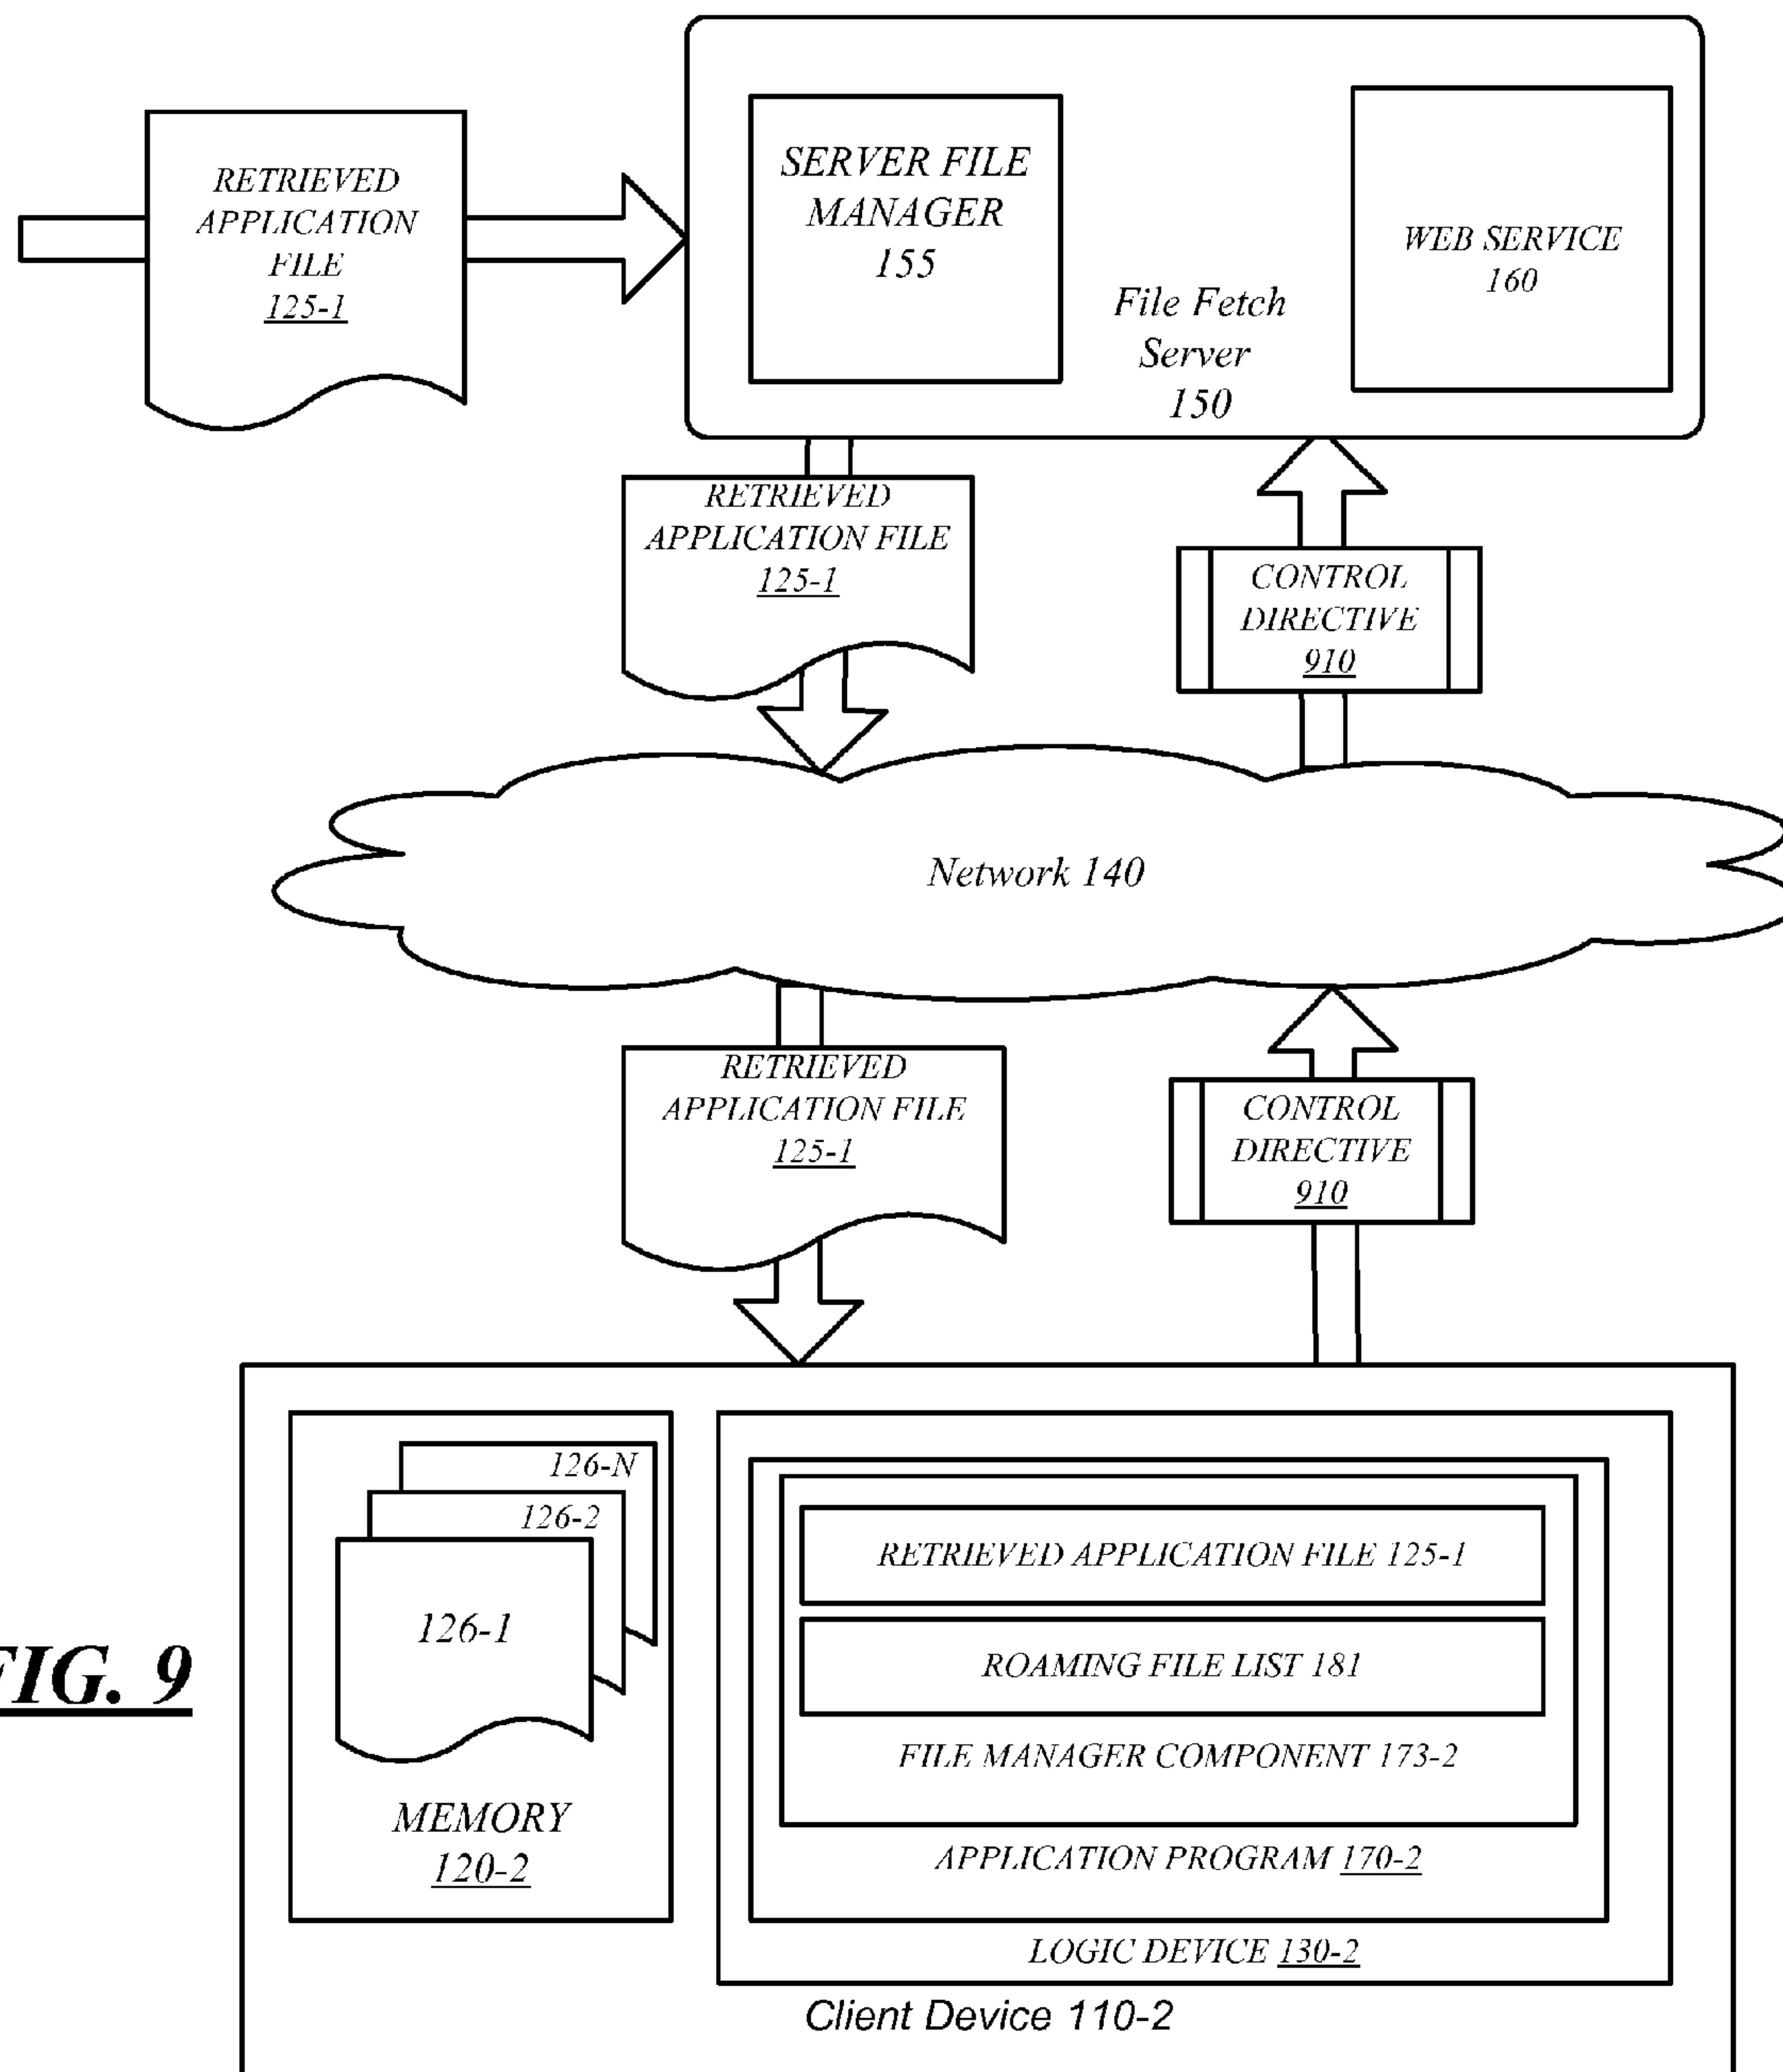 RETRIEVED
APPLICATION
FILE
125-1
SERVER FILE
MANAGER
155
File Fetch
Server
150
WEB SERVICE
160
RETRIEVED
APPLICATION FILE
125-1
CONTROL
DIRECTIVE
910
Network 140
RETRIEVED
APPLICATION FILE
125-1
CONTROL
DIRECTIVE
910
126-N
126-2
126-1
MEMORY
120-2
RETRIEVED APPLICATION FILE 125-1
ROAMING FILE LIST 181
FILE MANAGER COMPONENT 173-2
APPLICATION PROGRAM 170-2
LOGIC DEVICE 130-2
Client Device 110-2
FIG. 9